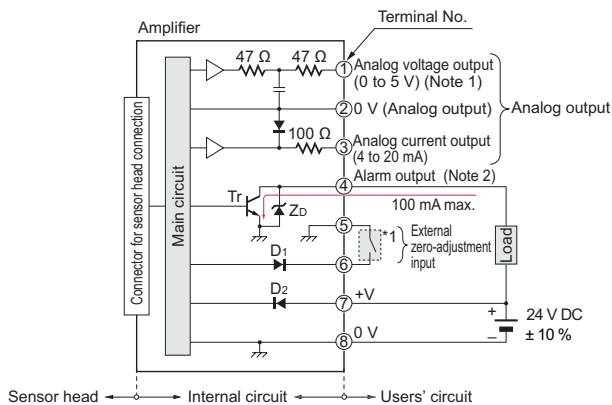 Terminal No.
Amplifier
47 Ω
47 Ω
1
Analog voltage output
(0 to 5 V) (Note 1)
2
0 V (Analog output)
Analog output
100 Ω
3
Analog current output
(4 to 20 mA)
4
Alarm output (Note 2)
Tr
ZD
100 mA max.
5
*1
External
zero-adjustment
input
Load
D1
6
D2
7
+V
+
24 V DC
± 10 %
–
8
0 V
Connector for sensor head connection
Main circuit
Sensor head
Internal circuit
Users' circuit